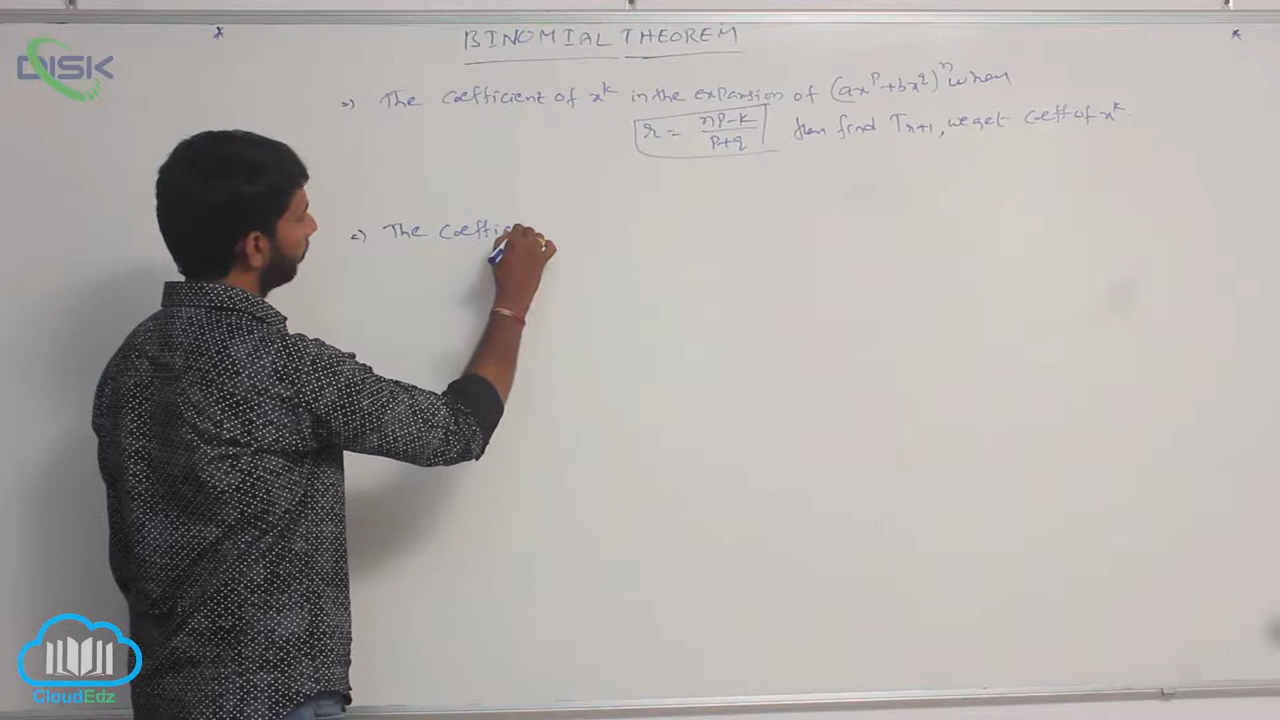 DISK
BINOMIAL THEOREM
=) The Coefficient of x^k in the expansion of (ax^p+bx^q)^n when
r = np-k/p+q then find T_{r+1}, we get Coeff of x^k.
=) The Coeffic
CloudEdz